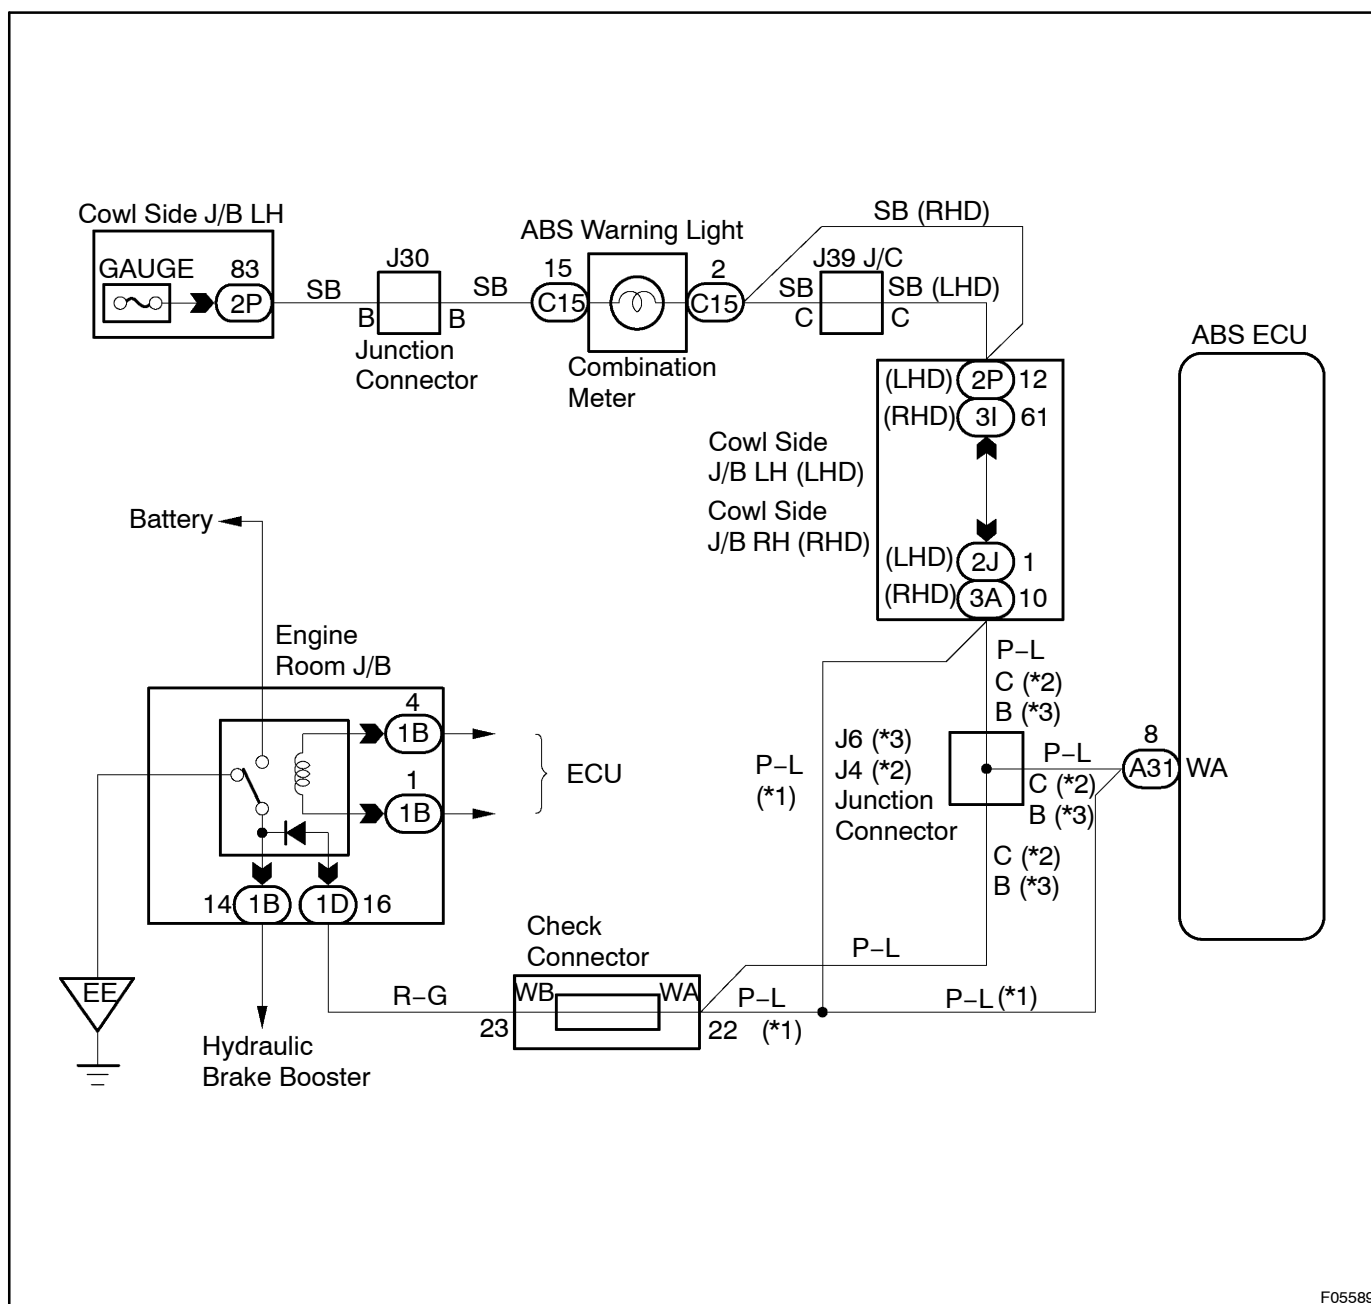 SB (RHD)
Cowl Side J/B LH
ABS Warning Light
GAUGE
83
2P
SB
J30
B
B
Junction
Connector
SB
15
C15
2
C15
Combination
Meter
J39 J/C
SB
C
SB (LHD)
C
ABS ECU
(LHD)
2P
12
(RHD)
3I
61
Cowl Side
J/B LH (LHD)
Cowl Side
J/B RH (RHD)
(LHD)
2J
1
(RHD)
3A
10
Battery
Engine
Room J/B
4
1B
1
1B
ECU
P-L
C (*2)
B (*3)
J6 (*3)
J4 (*2)
Junction
Connector
P-L
C (*2)
B (*3)
8
A31
WA
P-L
(*1)
C (*2)
B (*3)
14
1B
1D
16
Check
Connector
P-L
EE
R-G
WB
WA
23
22
P-L
(*1)
P-L (*1)
Hydraulic
Brake Booster
F05589